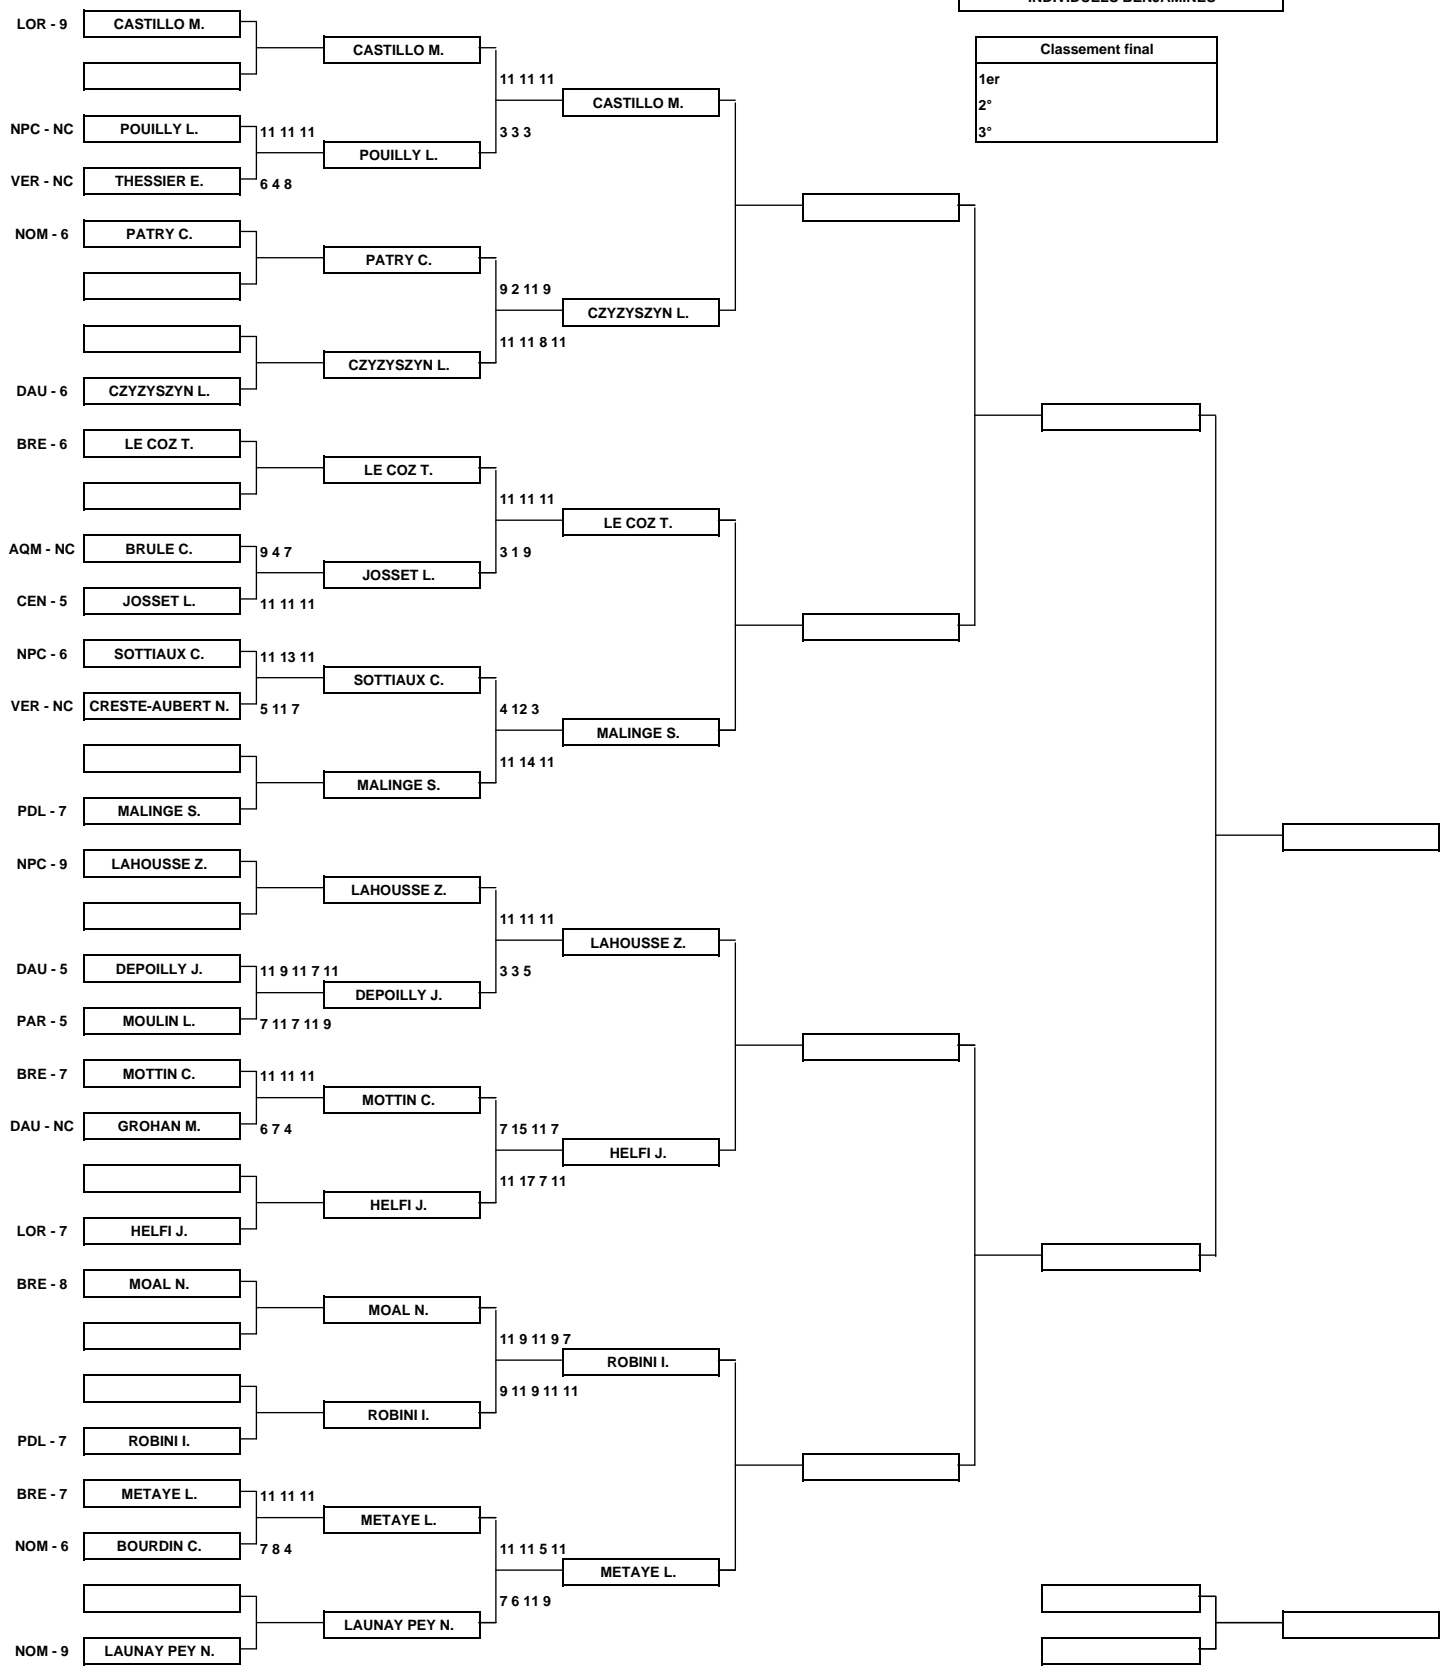 INDIVIDUELS BENJAMINES
LOR - 9 CASTILLO M.
CASTILLO M.
Classement final
11 11 11
1er
CASTILLO M.
2°
NPC - NC POUILLY L. 11 11 11
3 3 3
3°
POUILLY L.
VER - NC THESSIER E. 6 4 8
NOM - 6 PATRY C.
PATRY C.
9 2 11 9
CZYZYSZYN L.
11 11 8 11
CZYZYSZYN L.
DAU - 6 CZYZYSZYN L.
BRE - 6 LE COZ T.
LE COZ T.
11 11 11
LE COZ T.
AQM - NC BRULE C. 9 4 7
3 1 9
JOSSET L.
CEN - 5 JOSSET L. 11 11 11
NPC - 6 SOTTIAUX C. 11 13 11
SOTTIAUX C.
VER - NC CRESTE-AUBERT N. 5 11 7
4 12 3
MALINGE S.
11 14 11
MALINGE S.
PDL - 7 MALINGE S.
NPC - 9 LAHOUSSE Z.
LAHOUSSE Z.
11 11 11
LAHOUSSE Z.
DAU - 5 DEPOILLY J. 11 9 11 7 11
3 3 5
DEPOILLY J.
PAR - 5 MOULIN L. 7 11 7 11 9
BRE - 7 MOTTIN C. 11 11 11
MOTTIN C.
DAU - NC GROHAN M. 6 7 4
7 15 11 7
HELFI J.
11 17 7 11
HELFI J.
LOR - 7 HELFI J.
BRE - 8 MOAL N.
MOAL N.
11 9 11 9 7
ROBINI I.
9 11 9 11 11
ROBINI I.
PDL - 7 ROBINI I.
BRE - 7 METAYE L. 11 11 11
METAYE L.
NOM - 6 BOURDIN C. 7 8 4
11 11 5 11
METAYE L.
7 6 11 9
LAUNAY PEY N.
NOM - 9 LAUNAY PEY N.